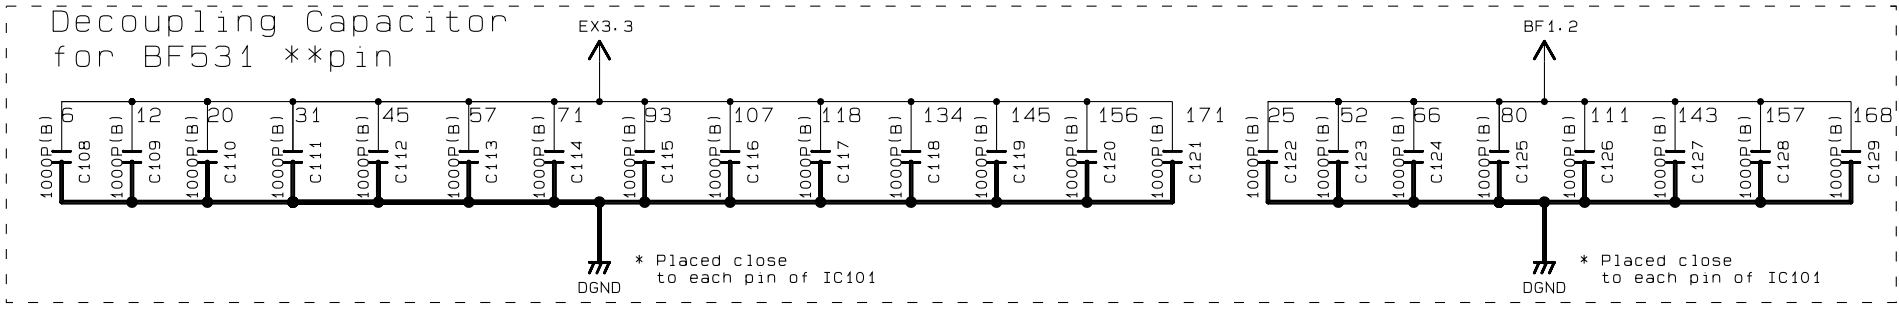 Decoupling Capacitor
for BF531 **pin
EX3.3
BF1.2
6
12
20
31
45
57
71
93
107
118
134
145
156
171
25
52
66
80
111
143
157
168
1000P(B)
C108
1000P(B)
C109
1000P(B)
C110
1000P(B)
C111
1000P(B)
C112
1000P(B)
C113
1000P(B)
C114
1000P(B)
C115
1000P(B)
C116
1000P(B)
C117
1000P(B)
C118
1000P(B)
C119
1000P(B)
C120
1000P(B)
C121
1000P(B)
C122
1000P(B)
C123
1000P(B)
C124
1000P(B)
C125
1000P(B)
C126
1000P(B)
C127
1000P(B)
C128
1000P(B)
C129
* Placed close
to each pin of IC101
DGND
* Placed close
to each pin of IC101
DGND